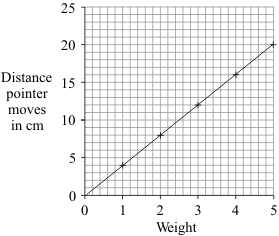 25
20
15
10
5
0
Distance
pointer
moves
in cm
0 1 2 3 4 5
Weight